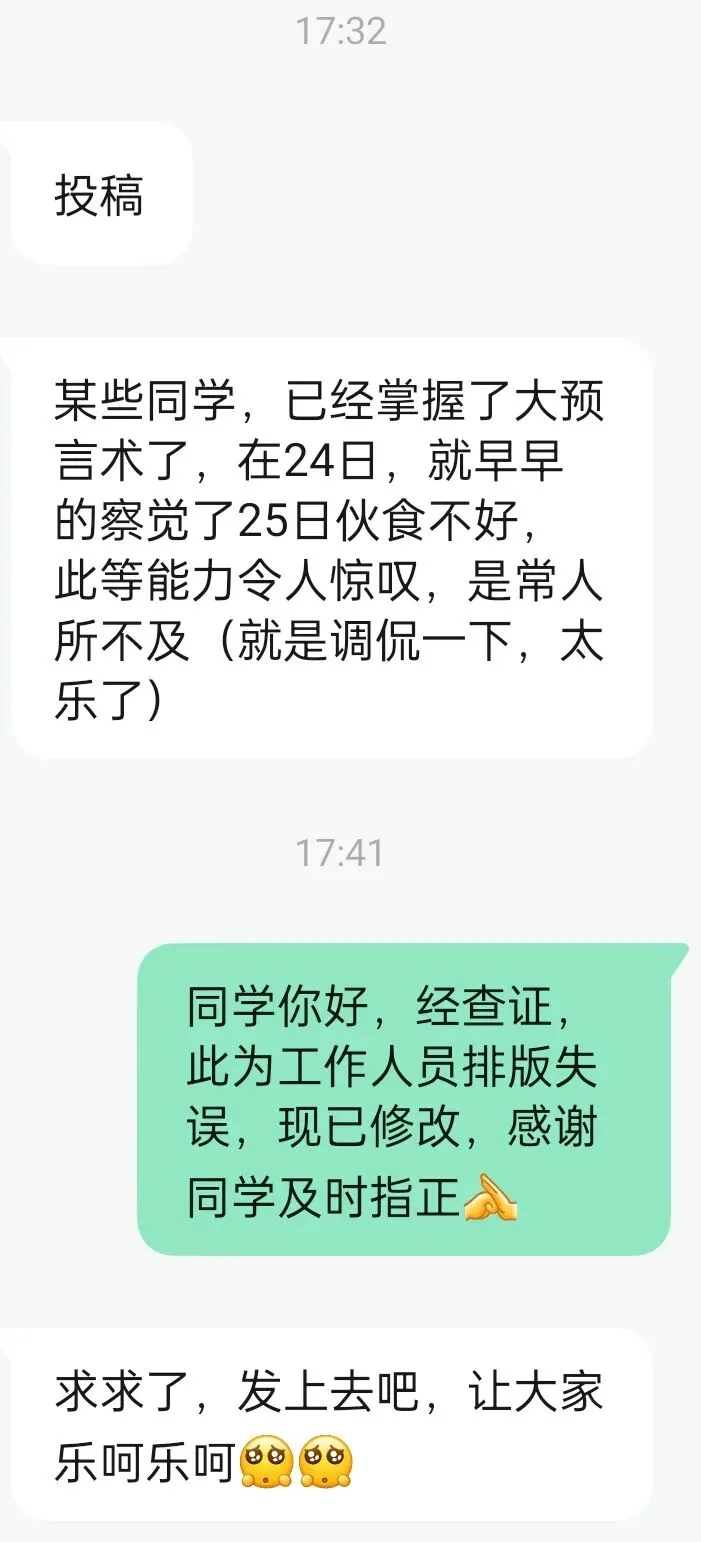 17:32
投稿
某些同学，已经掌握了大预
言术了，在24日，就早早
的察觉了25日伙食不好，
此等能力令人惊叹，是常人
所不及（就是调侃一下，太
乐了）
17:41
同学你好，经查证，
此为工作人员排版失
误，现已修改，感谢
同学及时指正
求求了，发上去吧，让大家
乐呵乐呵